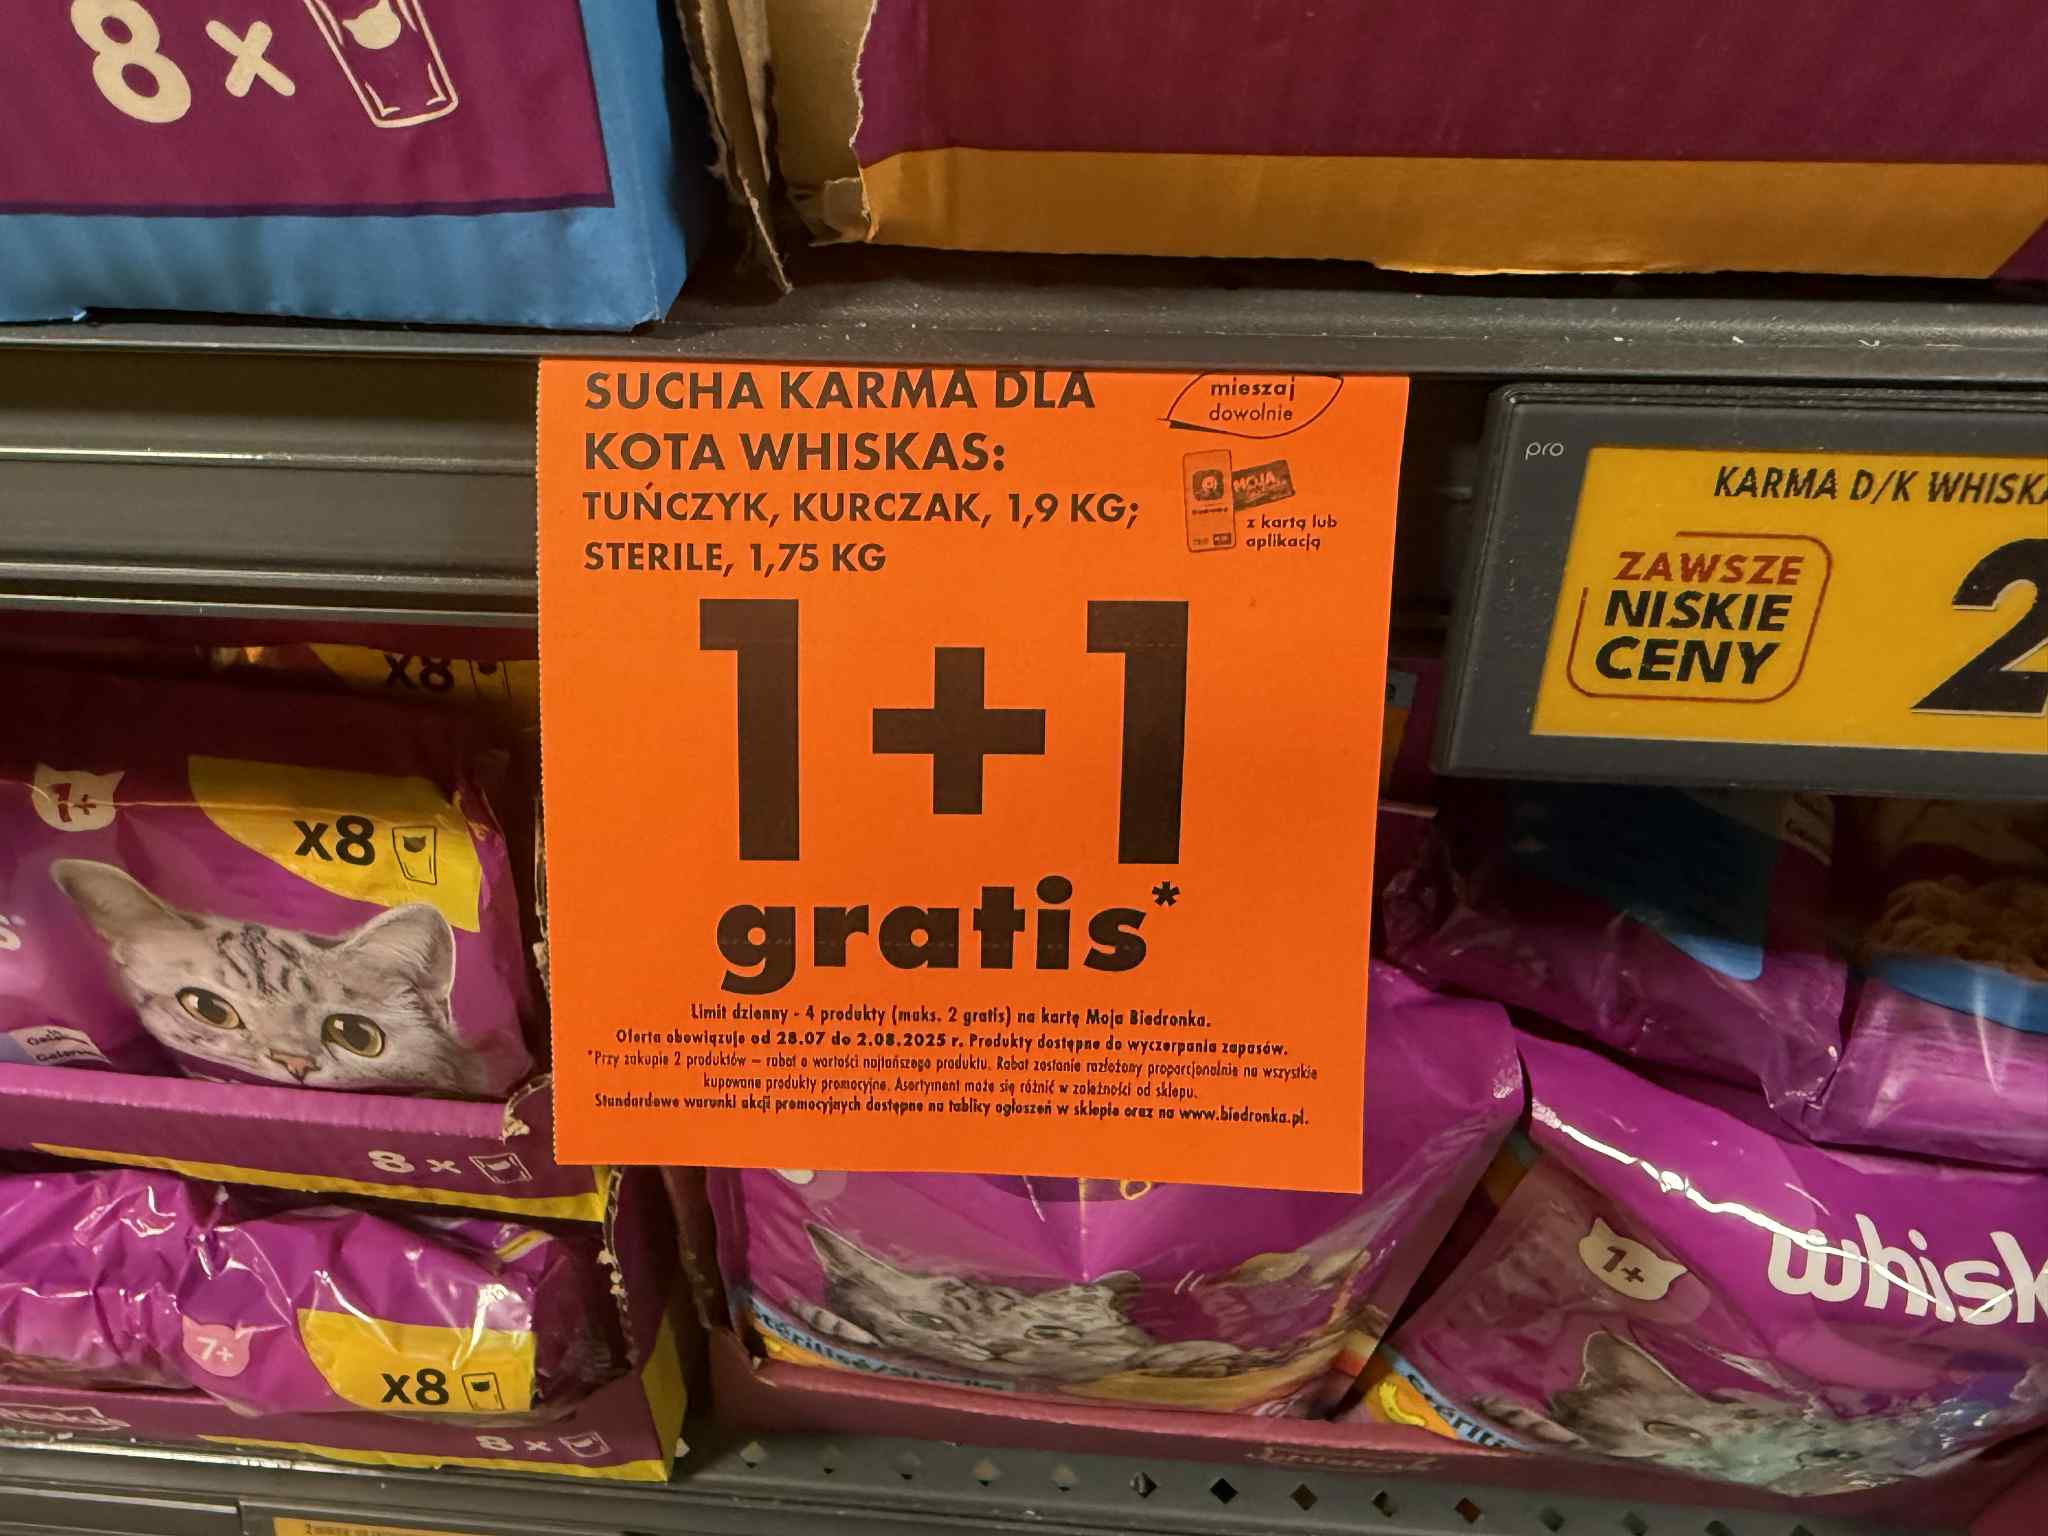 8 x
SUCHA KARMA DLA
KOTA WHISKAS:
TUŃCZYK, KURCZAK, 1,9 KG;
STERILE, 1,75 KG
mieszaj
dowolnie
MOJA
z kartą lub
aplikacją
1+1
gratis*
Limit dzienny - 4 produkty (maks. 2 gratis) na kartę Moja Biedronka.
Oferta obowiązuje od 28.07 do 2.08.2025 r. Produkty dostępne do wyczerpania zapasów.
*Przy zakupie 2 produktów – rabat o wartości najtańszego produktu. Rabat zostanie rozłożony proporcjonalnie na wszystkie
kupowane produkty promocyjne. Asortyment może się różnić w zależności od sklepu.
Standardowe warunki akcji promocyjnych dostępne na tablicy ogłoszeń w sklepie oraz na www.biedronka.pl.
pro
KARMA D/K WHISKA
ZAWSZE
NISKIE
CENY
2
x8
1+
x8
8 x
7+
x8
8 x
1+
whisk